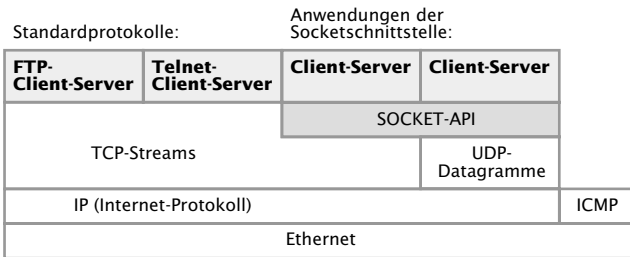 Standardprotokolle:
Anwendungen der
Socketschnittstelle:
FTP-
Client-Server
Telnet-
Client-Server
Client-Server
Client-Server
SOCKET-API
TCP-Streams
UDP-
Datagramme
IP (Internet-Protokoll)
ICMP
Ethernet